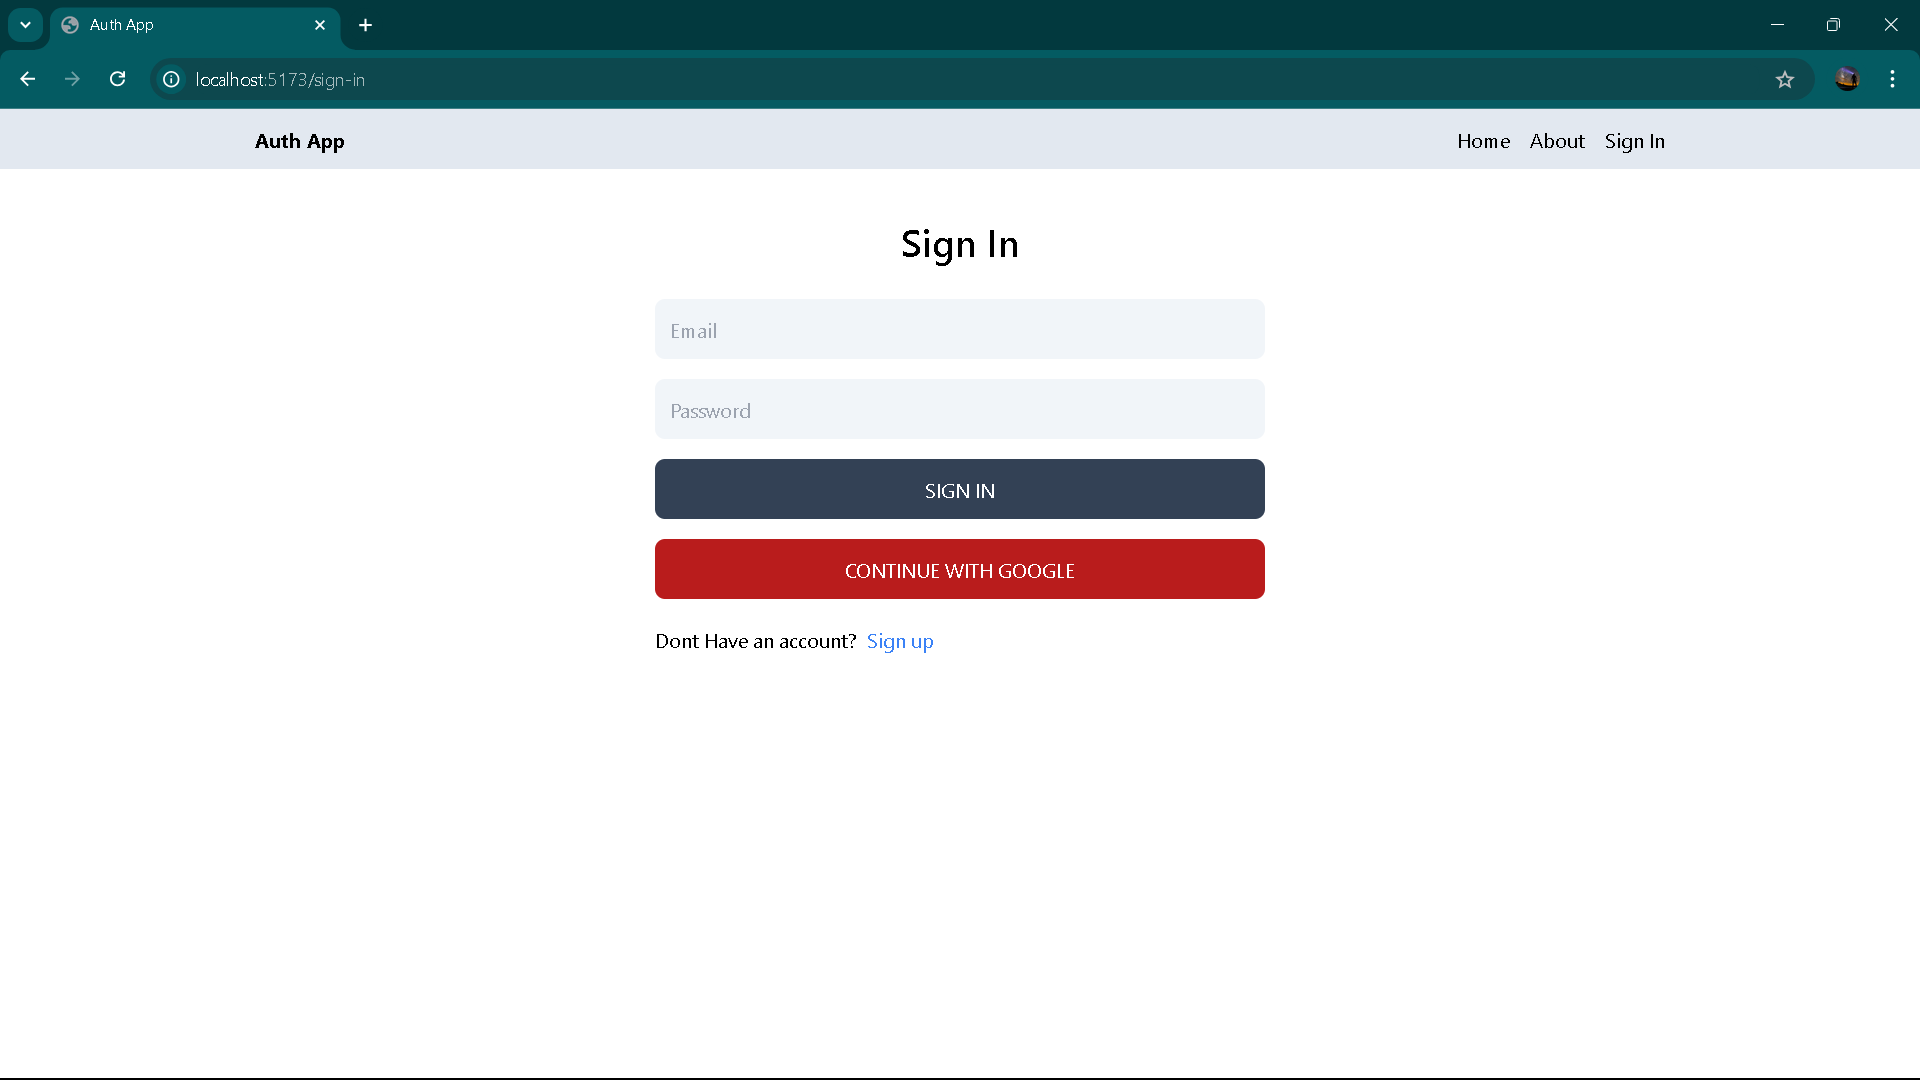 Auth App
localhost:5173/sign-in
Auth App
Home About Sign In
Sign In
Email
Password
SIGN IN
CONTINUE WITH GOOGLE
Dont Have an account? Sign up